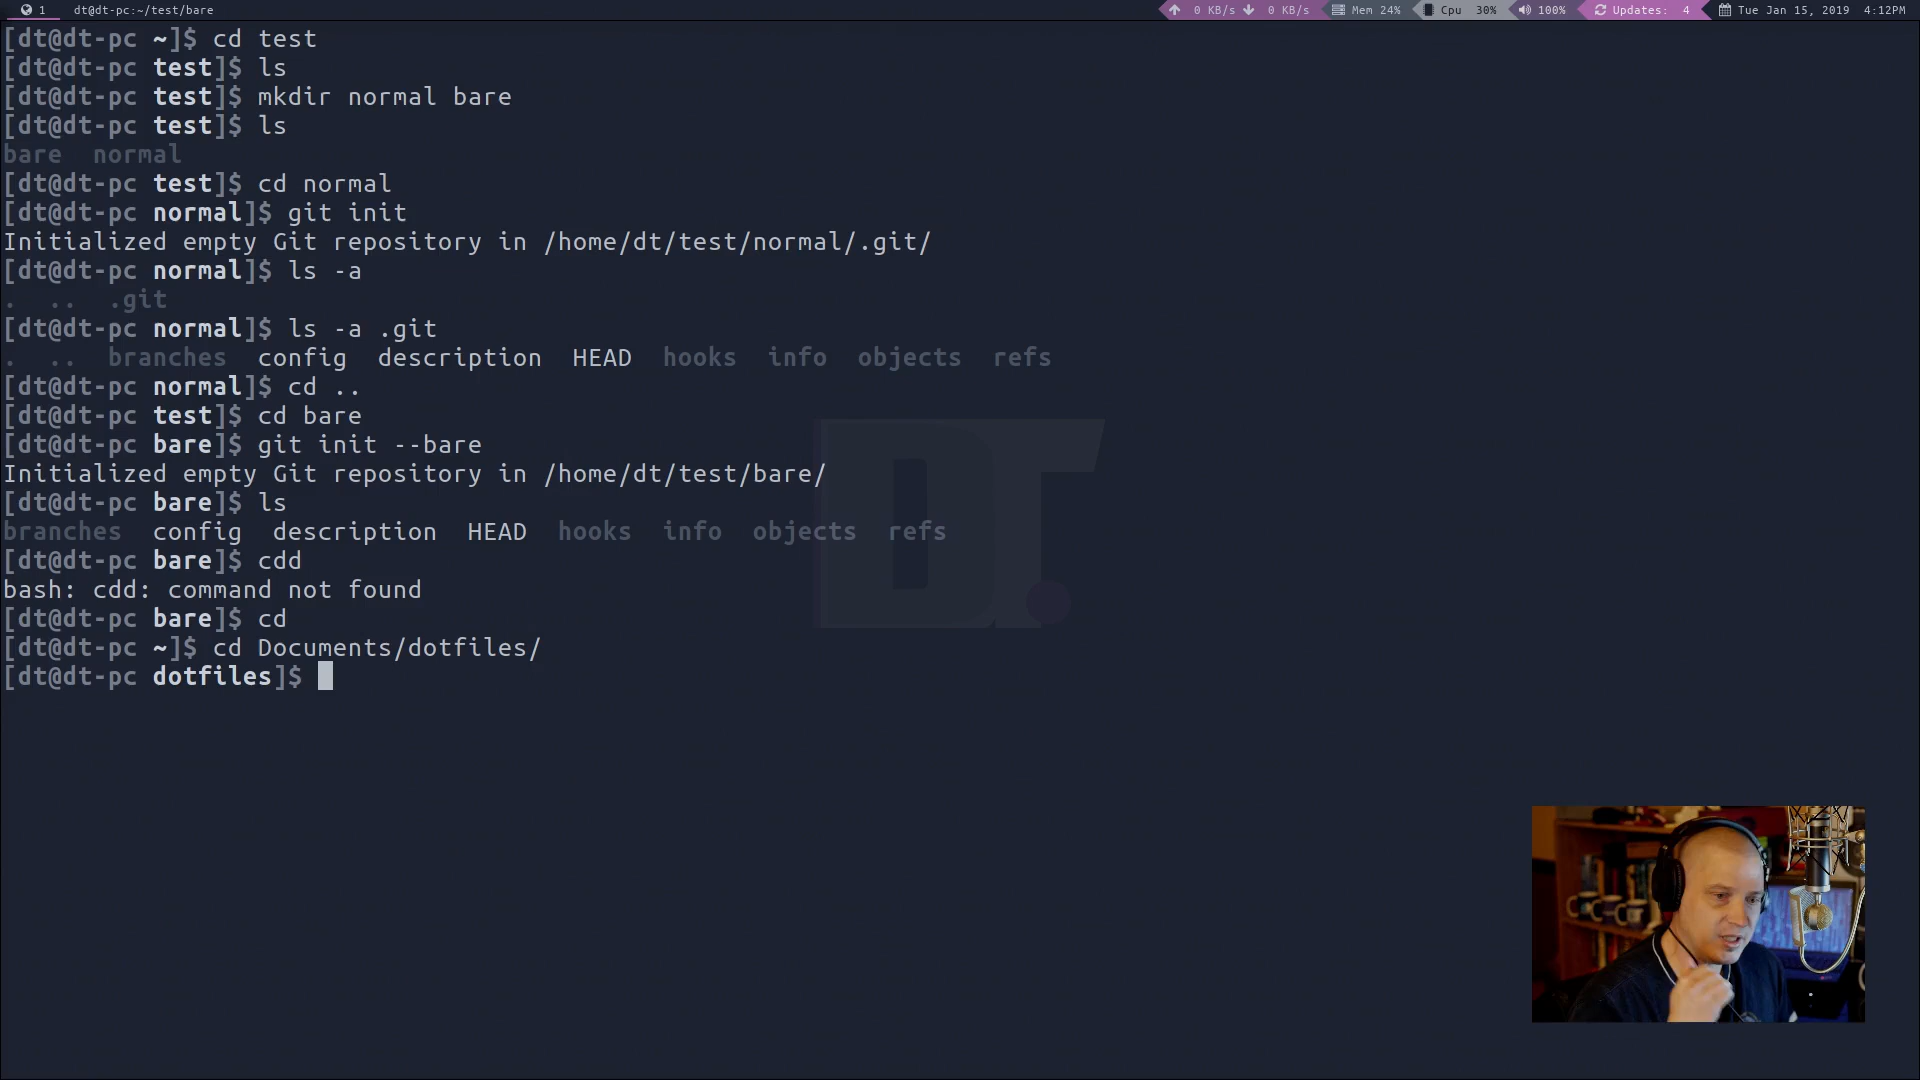 1 dt@dt-pc:~/test/bare 0 KB/s 0 KB/s Mem 24% Cpu 30% 100% Updates: 4 Tue Jan 15, 2019 4:12PM
[dt@dt-pc ~]$ cd test
[dt@dt-pc test]$ ls
[dt@dt-pc test]$ mkdir normal bare
[dt@dt-pc test]$ ls
bare normal
[dt@dt-pc test]$ cd normal
[dt@dt-pc normal]$ git init
Initialized empty Git repository in /home/dt/test/normal/.git/
[dt@dt-pc normal]$ ls -a
. .. .git
[dt@dt-pc normal]$ ls -a .git
. .. branches config description HEAD hooks info objects refs
[dt@dt-pc normal]$ cd ..
[dt@dt-pc test]$ cd bare
[dt@dt-pc bare]$ git init --bare
Initialized empty Git repository in /home/dt/test/bare/
[dt@dt-pc bare]$ ls
branches config description HEAD hooks info objects refs
[dt@dt-pc bare]$ cdd
bash: cdd: command not found
[dt@dt-pc bare]$ cd
[dt@dt-pc ~]$ cd Documents/dotfiles/
[dt@dt-pc dotfiles]$
DT.